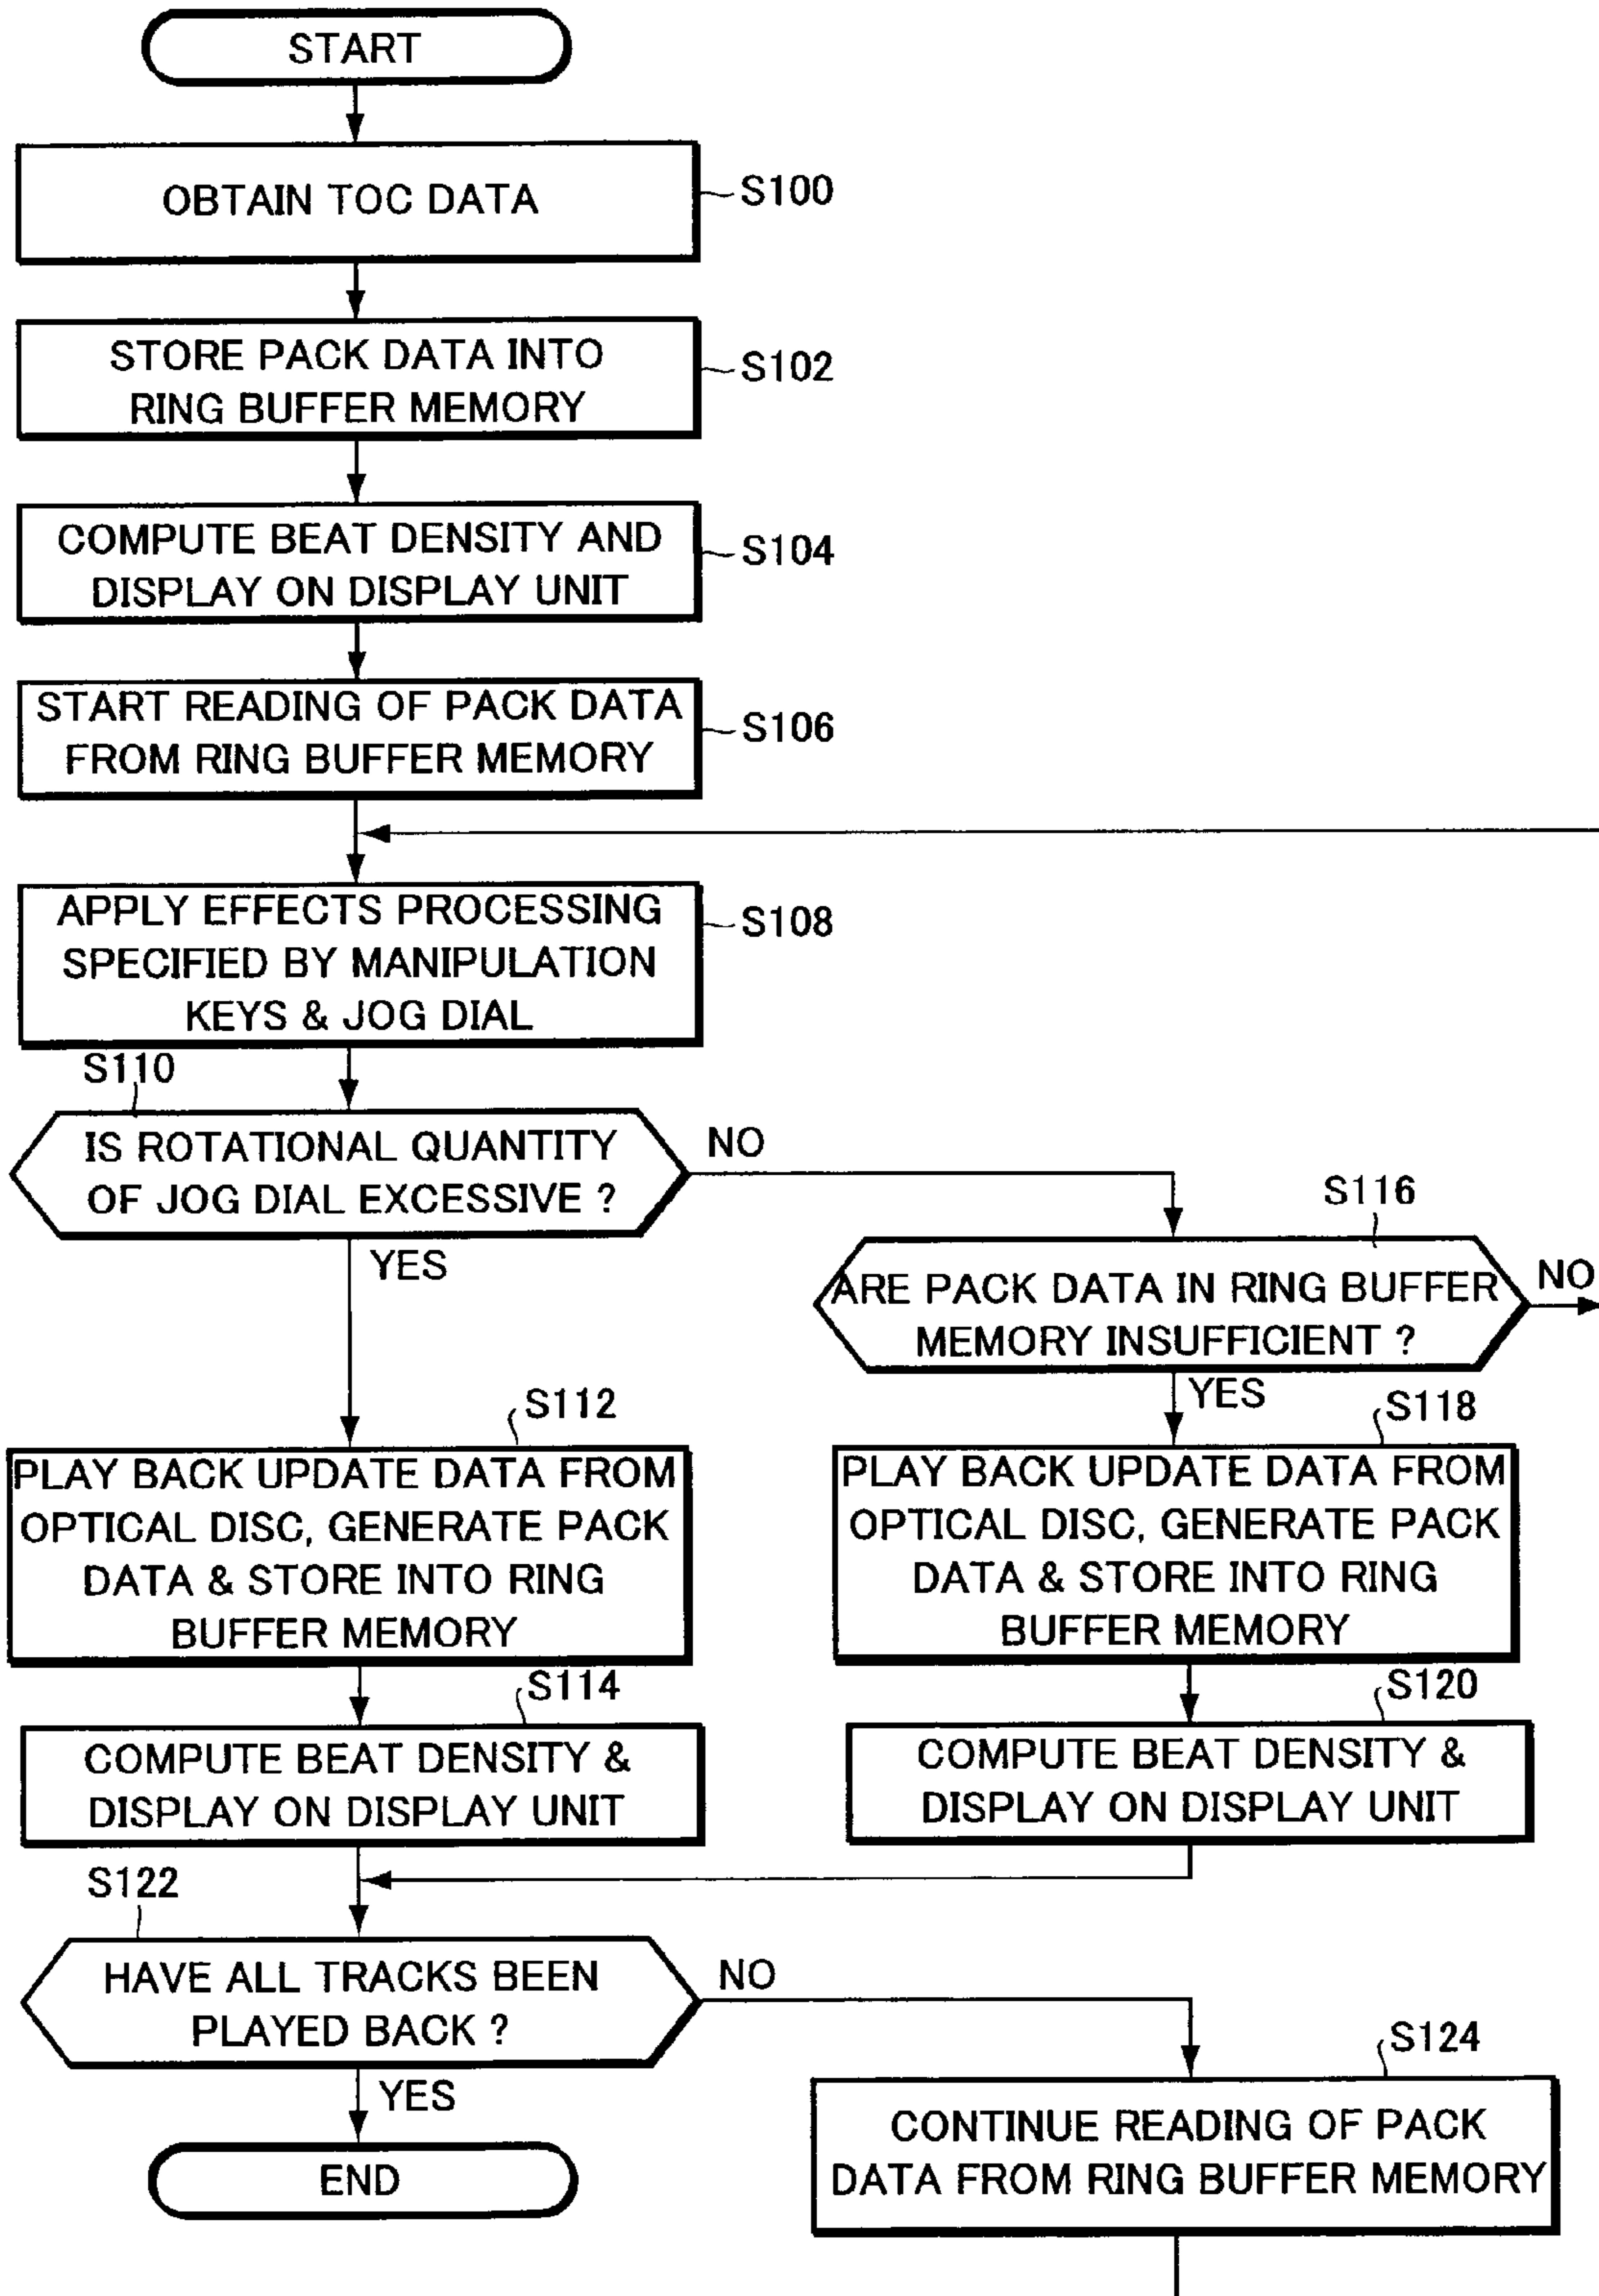 START
OBTAIN TOC DATA
S100
STORE PACK DATA INTO
RING BUFFER MEMORY
S102
COMPUTE BEAT DENSITY AND
DISPLAY ON DISPLAY UNIT
S104
START READING OF PACK DATA
FROM RING BUFFER MEMORY
S106
APPLY EFFECTS PROCESSING
SPECIFIED BY MANIPULATION
KEYS & JOG DIAL
S108
S110
IS ROTATIONAL QUANTITY
OF JOG DIAL EXCESSIVE ?
NO
YES
S116
ARE PACK DATA IN RING BUFFER
MEMORY INSUFFICIENT ?
NO
YES
S112
PLAY BACK UPDATE DATA FROM
OPTICAL DISC, GENERATE PACK
DATA & STORE INTO RING
BUFFER MEMORY
S118
PLAY BACK UPDATE DATA FROM
OPTICAL DISC, GENERATE PACK
DATA & STORE INTO RING
BUFFER MEMORY
S114
COMPUTE BEAT DENSITY &
DISPLAY ON DISPLAY UNIT
S120
COMPUTE BEAT DENSITY &
DISPLAY ON DISPLAY UNIT
S122
HAVE ALL TRACKS BEEN
PLAYED BACK ?
NO
YES
S124
CONTINUE READING OF PACK
DATA FROM RING BUFFER MEMORY
END